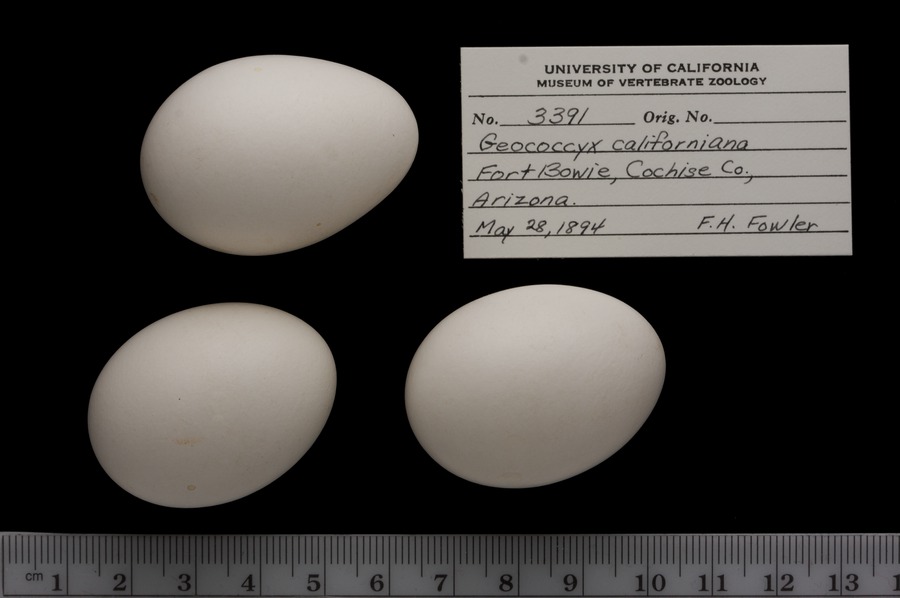 UNIVERSITY OF CALIFORNIA
MUSEUM OF VERTEBRATE ZOOLOGY
No. 3391 Orig. No.
Geococcyx californiana
Fort Bowie, Cochise Co.,
Arizona.
May 28, 1894 F.H. Fowler
cm 1 2 3 4 5 6 7 8 9 10 11 12 13